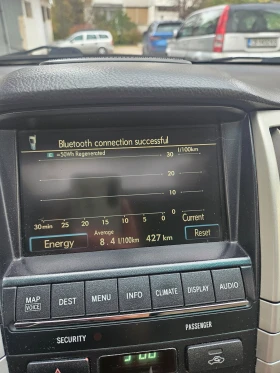 Bluetooth connection successful
=50Wh Regenerated
l/100km
30
20
10
0
30min 25 20 15 10 5 0
Current
Average
Energy
8.4 l/100km
427 km
Reset
MAP
VOICE
DEST
MENU
INFO
CLIMATE
DISPLAY
AUDIO
SECURITY
PASSENGER